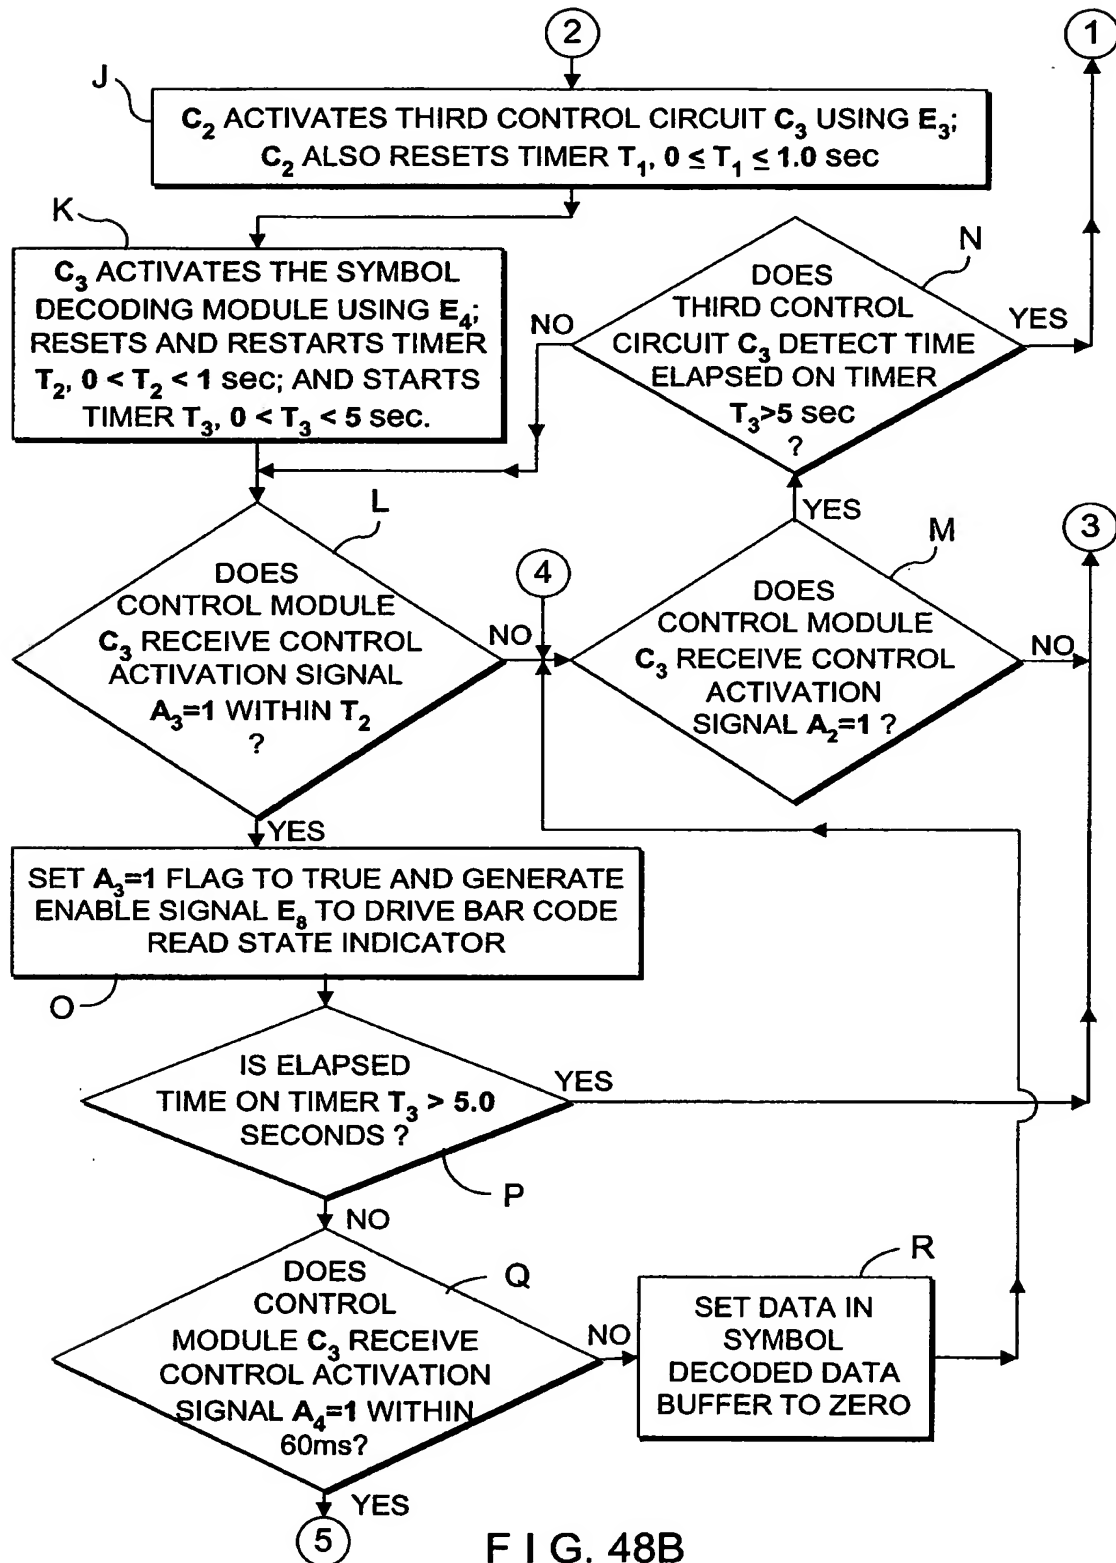 2
1
J
C₂ ACTIVATES THIRD CONTROL CIRCUIT C₃ USING E₃;
C₂ ALSO RESETS TIMER T₁, 0 ≤ T₁ ≤ 1.0 sec
K
C₃ ACTIVATES THE SYMBOL
DECODING MODULE USING E₄;
RESETS AND RESTARTS TIMER
T₂, 0 < T₂ < 1 sec; AND STARTS
TIMER T₃, 0 < T₃ < 5 sec.
N
DOES
THIRD CONTROL
CIRCUIT C₃ DETECT TIME
ELAPSED ON TIMER
T₃>5 sec
?
NO
YES
L
DOES
CONTROL MODULE
C₃ RECEIVE CONTROL
ACTIVATION SIGNAL
A₃=1 WITHIN T₂
?
NO
YES
4
YES
M
DOES
CONTROL MODULE
C₃ RECEIVE CONTROL
ACTIVATION
SIGNAL A₂=1 ?
NO
3
SET A₃=1 FLAG TO TRUE AND GENERATE
ENABLE SIGNAL E₈ TO DRIVE BAR CODE
READ STATE INDICATOR
O
IS ELAPSED
TIME ON TIMER T₃ > 5.0
SECONDS ?
YES
P
NO
DOES
CONTROL
MODULE C₃ RECEIVE
CONTROL ACTIVATION
SIGNAL A₄=1 WITHIN
60ms?
Q
NO
R
SET DATA IN
SYMBOL
DECODED DATA
BUFFER TO ZERO
YES
5
F I G. 48B